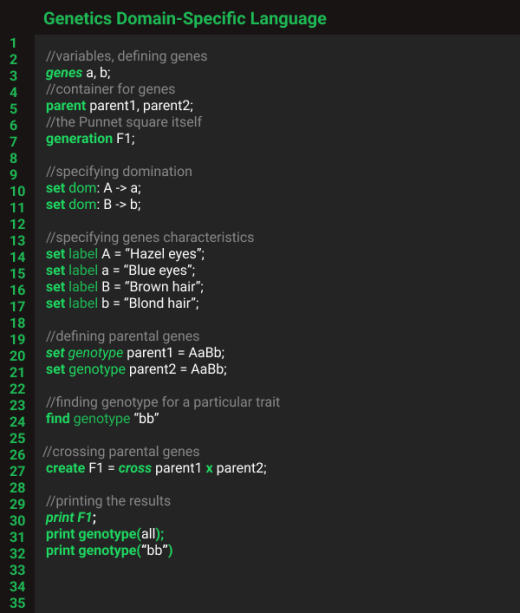 Genetics Domain-Specific Language
1
2 //variables, defining genes
3 genes a, b;
4 //container for genes
5 parent parent1, parent2;
6 //the Punnet square itself
7 generation F1;
8
9 //specifying domination
10 set dom: A -> a;
11 set dom: B -> b;
12
13 //specifying genes characteristics
14 set label A = “Hazel eyes”;
15 set label a = “Blue eyes”;
16 set label B = “Brown hair”;
17 set label b = “Blond hair”;
18
19 //defining parental genes
20 set genotype parent1 = AaBb;
21 set genotype parent2 = AaBb;
22
23 //finding genotype for a particular trait
24 find genotype “bb”
25
26 //crossing parental genes
27 create F1 = cross parent1 x parent2;
28
29 //printing the results
30 print F1;
31 print genotype(all);
32 print genotype(“bb”)
33
34
35